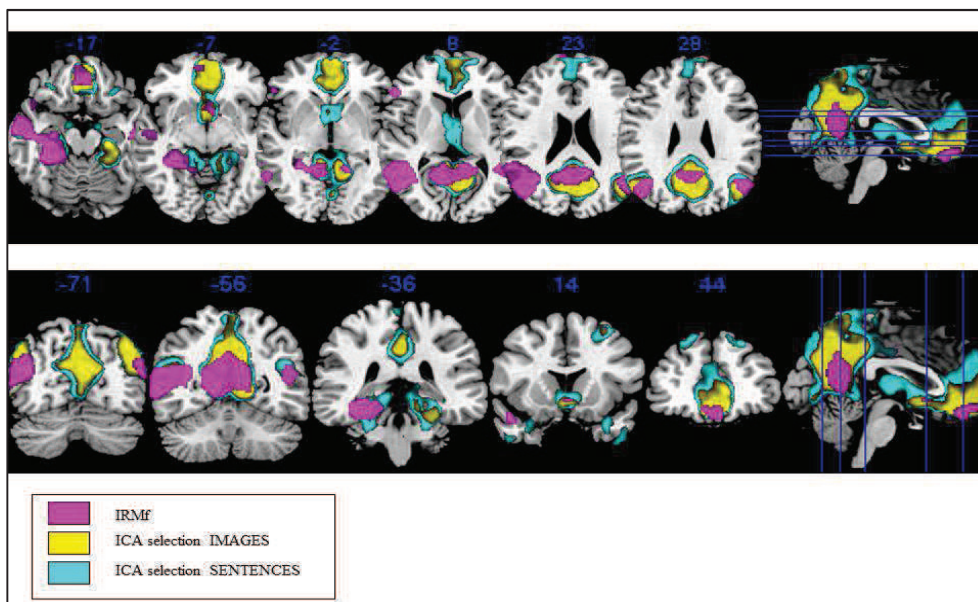 -17 -7 -2 8 23 28
-71 -56 -36 14 44
IRMf
ICA selection IMAGES
ICA selection SENTENCES